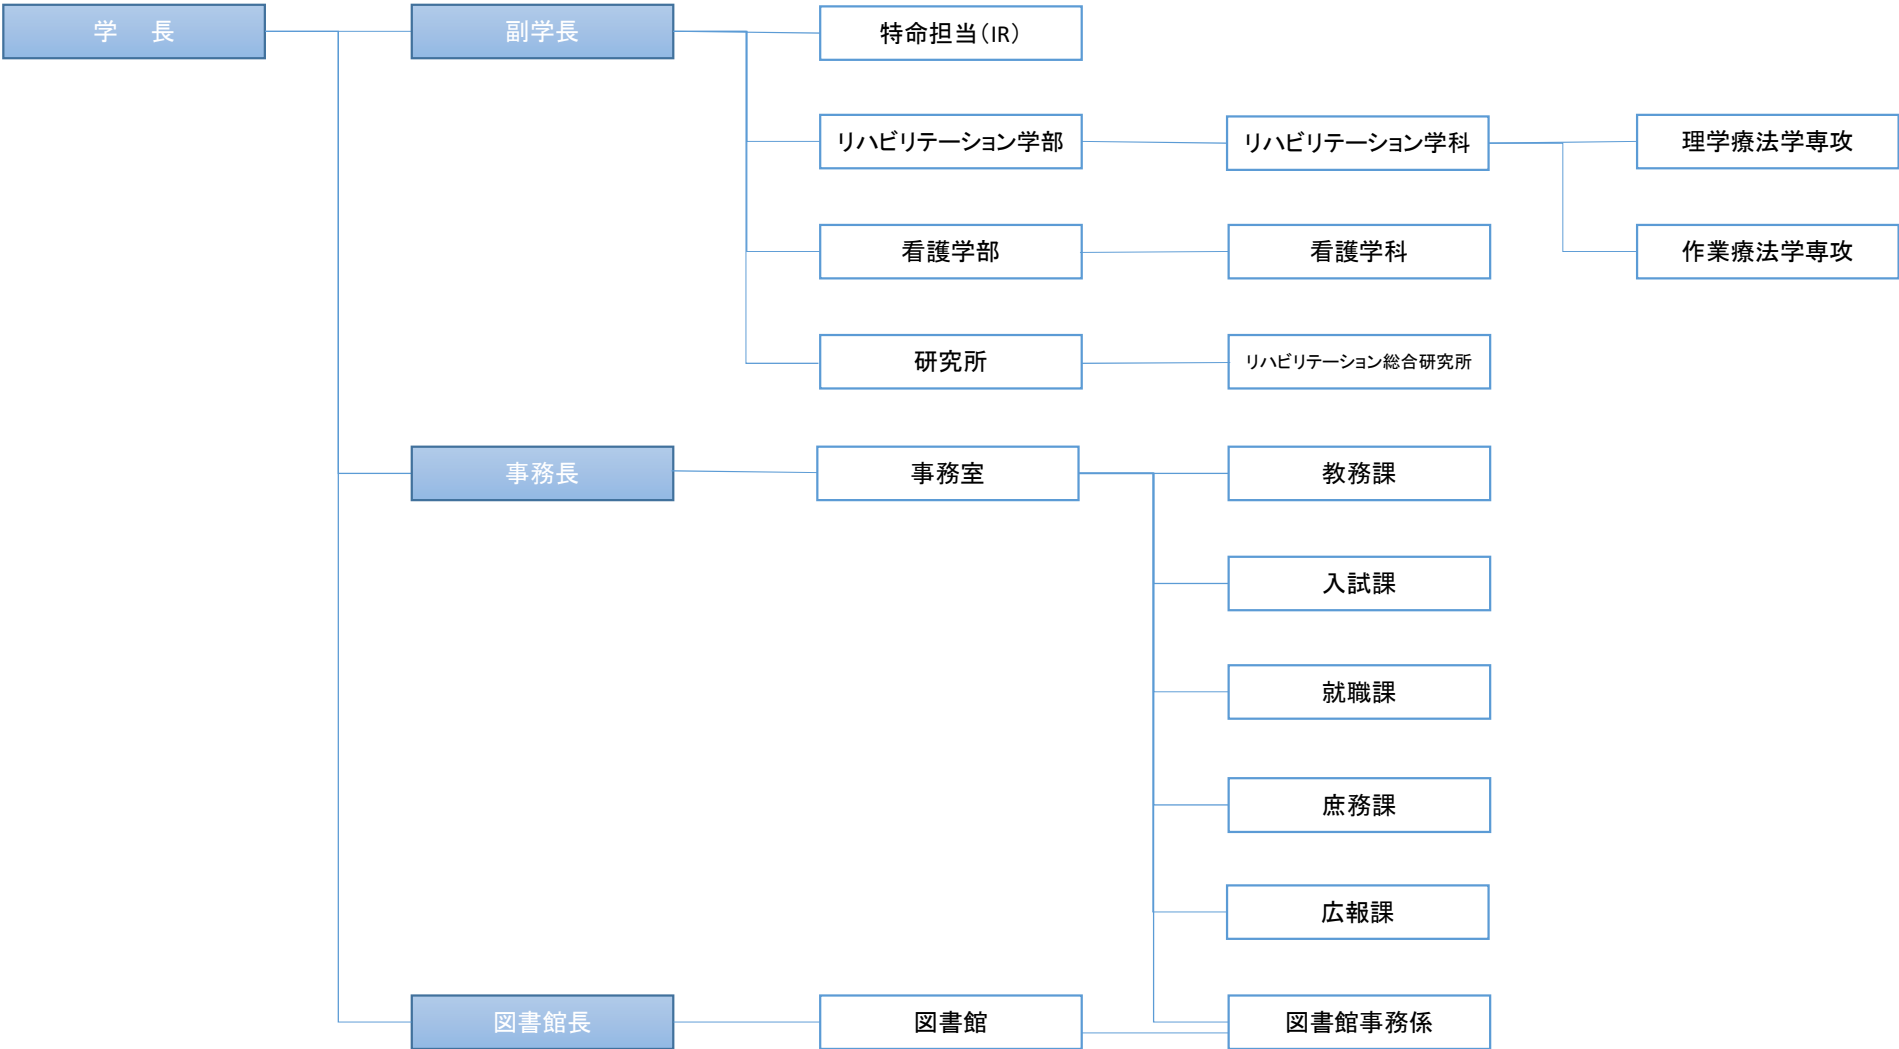 学　長
副学長
特命担当（IR）
リハビリテーション学部
リハビリテーション学科
理学療法学専攻
看護学部
看護学科
作業療法学専攻
研究所
リハビリテーション総合研究所
事務長
事務室
教務課
入試課
就職課
庶務課
広報課
図書館長
図書館
図書館事務係